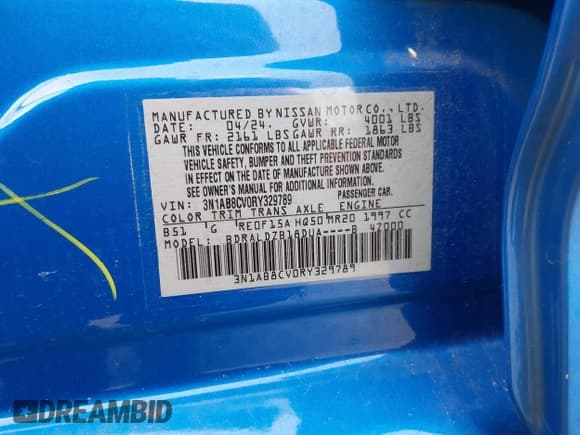 MANUFACTURED BY NISSAN MOTOR CO., LTD.
DATE: 04/24. GVWR: 4001 LBS
GAWR FR: 2161 LBS GAWR RR: 1863 LBS
THIS VEHICLE CONFORMS TO ALL APPLICABLE FEDERAL MOTOR
VEHICLE SAFETY, BUMPER AND THEFT PREVENTION STANDARDS
IN EFFECT ON THE DATE OF MANUFACTURE SHOWN ABOVE.
SEE OWNER'S MANUAL FOR ADDITIONAL INFORMATION.
VIN: 3N1AB8CV0RY329789 PASSENGER CAR.
COLOR TRIM TRANS AXLE ENGINE
B51 G RE0F15A HQ50 MR20 1997 CC
MODEL: BDRALDZB18DUA----B 47000
3N1AB8CV0RY329789
DREAMBID